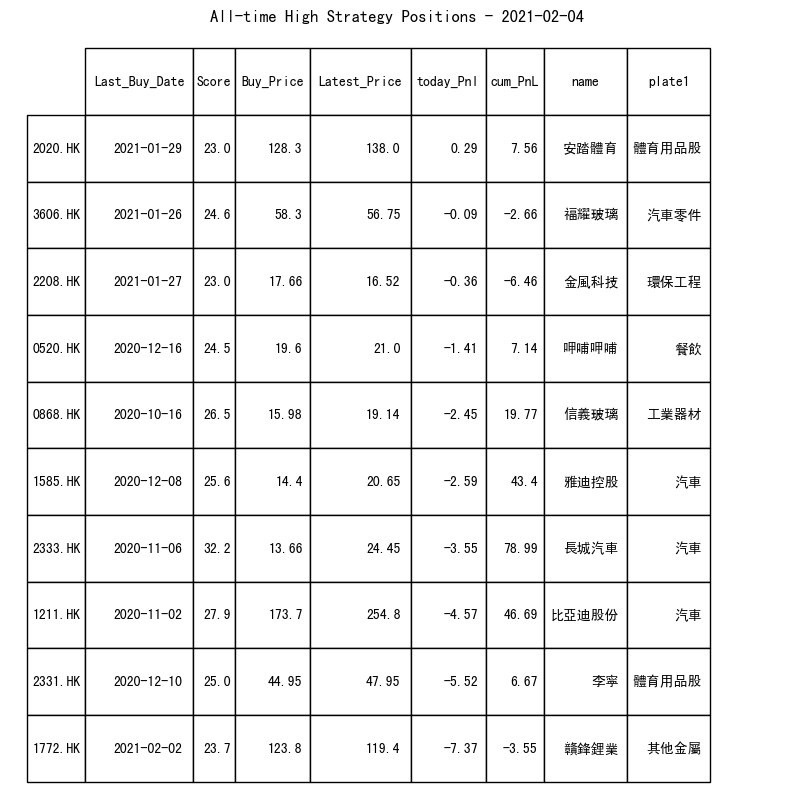 All-time High Strategy Positions - 2021-02-04
Last_Buy_Date Score Buy_Price Latest_Price today_Pnl cum_PnL name plate1
2020.HK 2021-01-29 23.0 128.3 138.0 0.29 7.56 安踏體育 體育用品股
3606.HK 2021-01-26 24.6 58.3 56.75 -0.09 -2.66 福耀玻璃 汽車零件
2208.HK 2021-01-27 23.0 17.66 16.52 -0.36 -6.46 金風科技 環保工程
0520.HK 2020-12-16 24.5 19.6 21.0 -1.41 7.14 呷哺呷哺 餐飲
0868.HK 2020-10-16 26.5 15.98 19.14 -2.45 19.77 信義玻璃 工業器材
1585.HK 2020-12-08 25.6 14.4 20.65 -2.59 43.4 雅迪控股 汽車
2333.HK 2020-11-06 32.2 13.66 24.45 -3.55 78.99 長城汽車 汽車
1211.HK 2020-11-02 27.9 173.7 254.8 -4.57 46.69 比亞迪股份 汽車
2331.HK 2020-12-10 25.0 44.95 47.95 -5.52 6.67 李寧 體育用品股
1772.HK 2021-02-02 23.7 123.8 119.4 -7.37 -3.55 贛鋒鋰業 其他金屬